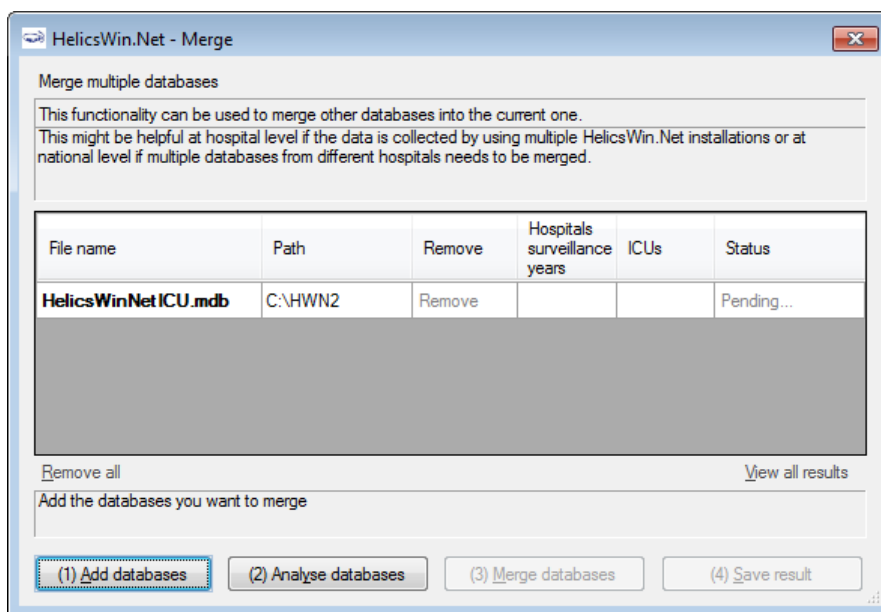 HelicsWin.Net - Merge
Merge multiple databases
This functionality can be used to merge other databases into the current one.
This might be helpful at hospital level if the data is collected by using multiple HelicsWin.Net installations or at
national level if multiple databases from different hospitals needs to be merged.
File name Path Remove Hospitals surveillance years ICUs Status
HelicsWinNetICU.mdb C:\HWN2 Remove Pending...
Remove all View all results
Add the databases you want to merge
(1) Add databases (2) Analyse databases (3) Merge databases (4) Save result